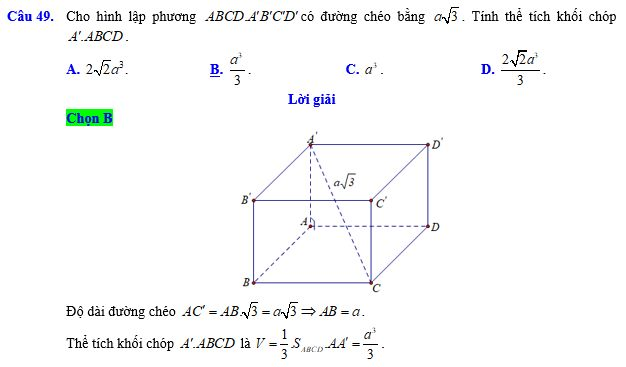 Câu 49. Cho hình lập phương ABCD.A'B'C'D' có đường chéo bằng a√3. Tính thể tích khối chóp
A'.ABCD.
A. 2√2a³. B. a³/3. C. a³. D. 2√2a³/3.
Lời giải
Chọn B
A'
D'
a√3
B'
C'
A
D
B
C
Độ dài đường chéo AC' = AB√3 = a√3 ⇒ AB = a.
Thể tích khối chóp A'.ABCD là V = 1/3 S_ABCD.AA' = a³/3.